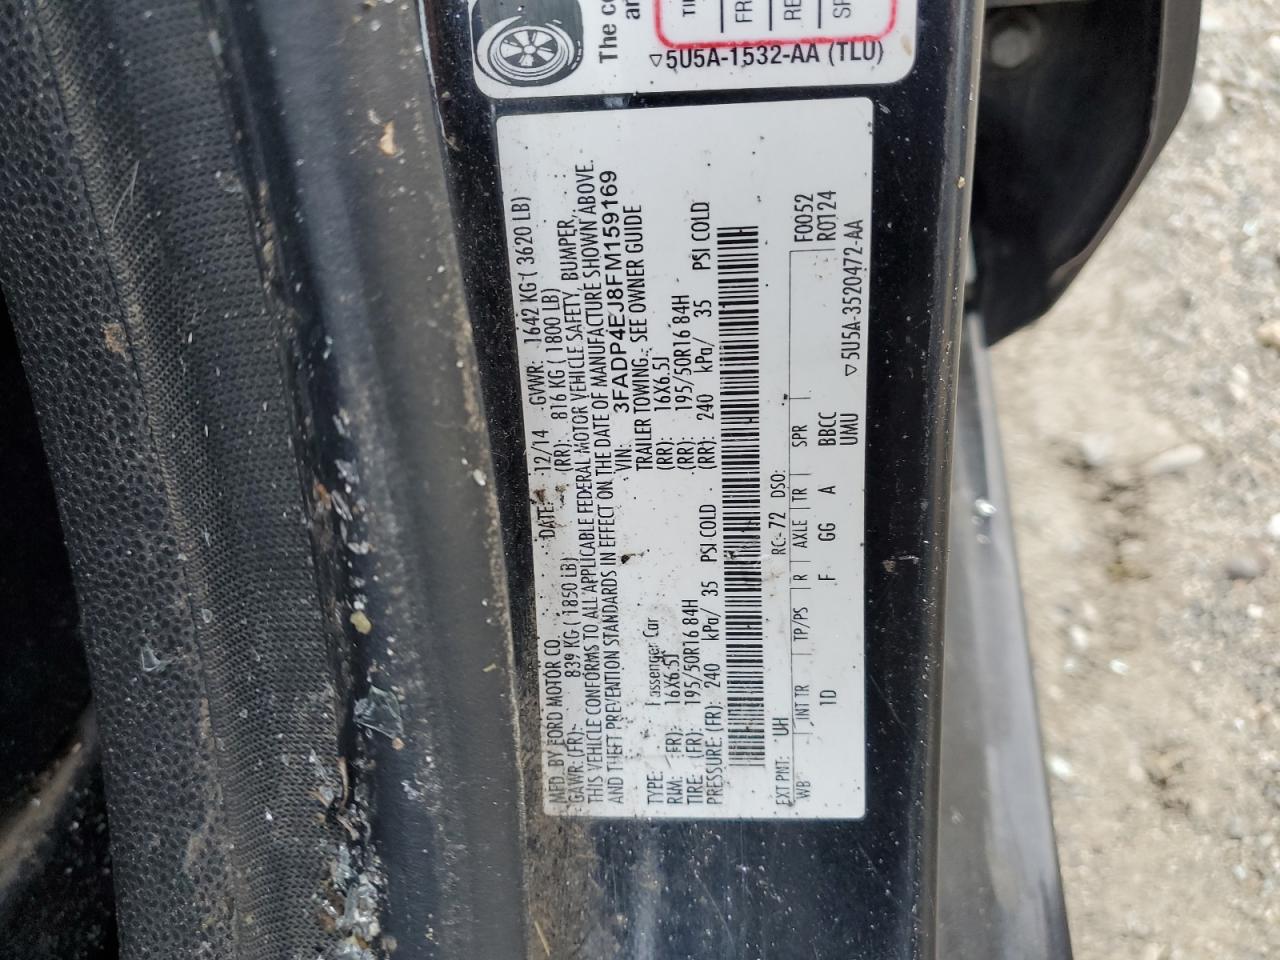 The co
an
TI
FR
RE
SP
▽5U5A-1532-AA (TLU)
MFD. BY FORD MOTOR CO.
DATE: 12/14 GVWR: 1642 KG ( 3620 LB)
GAWR: (FR): 839 KG ( 1850 LB) (RR): 816 KG ( 1800 LB)
THIS VEHICLE CONFORMS TO ALL APPLICABLE FEDERAL MOTOR VEHICLE SAFETY, BUMPER,
AND THEFT PREVENTION STANDARDS IN EFFECT ON THE DATE OF MANUFACTURE SHOWN ABOVE.
VIN: 3FADP4EJ8FM159169
TYPE: Passenger Car TRAILER TOWING.- SEE OWNER GUIDE
RIM: (FR): 16X6.5J (RR): 16X6.5J
TIRE: (FR): 195/50R16 84H (RR): 195/50R16 84H
PRESSURE: (FR): 240 kPa/ 35 PSI COLD (RR): 240 kPa/ 35 PSI COLD
EXT PNT: UH RC: 72 DSO:
WB INT TR TP/PS R AXLE TR SPR F0052
1D F GG A BBCC R0124
UMU
▽5U5A-3520472-AA